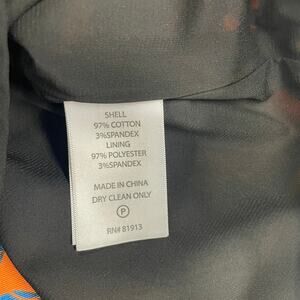 SHELL
97% COTTON
3%SPANDEX
LINING
97% POLYESTER
3%SPANDEX
MADE IN CHINA
DRY CLEAN ONLY
P
RN# 81913